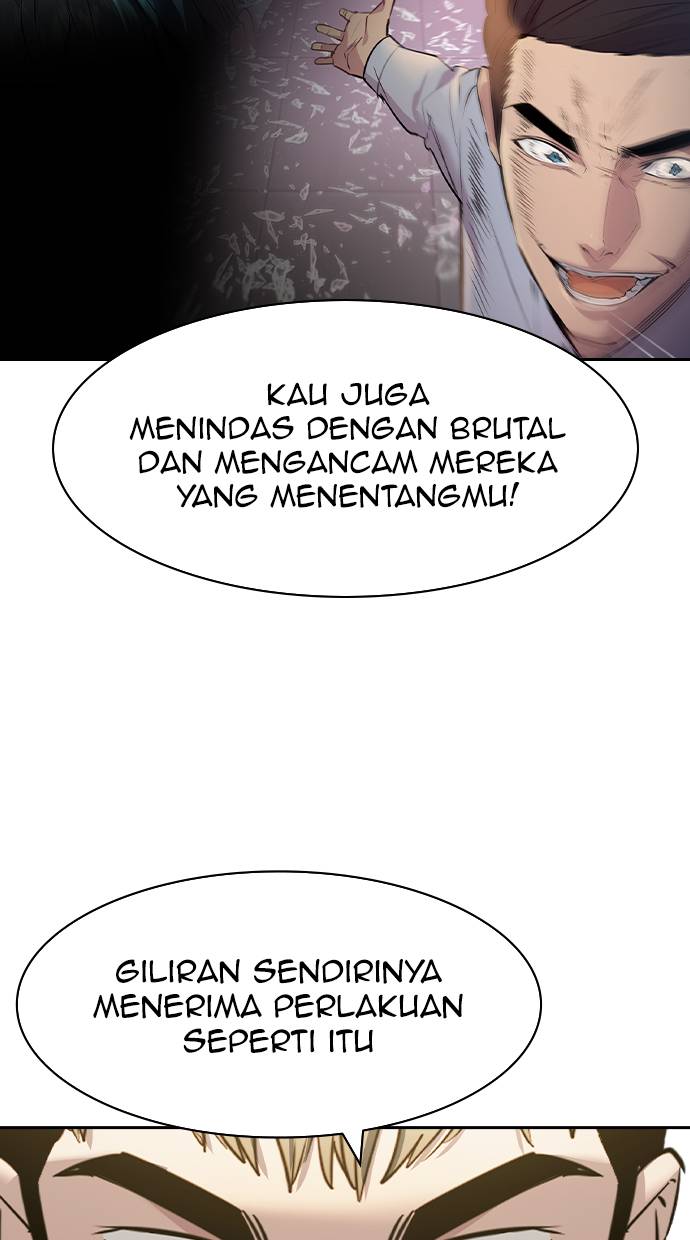 KAU JUGA
MENINDAS DENGAN BRUTAL
DAN MENGANCAM MEREKA
YANG MENENTANGMU!
GILIRAN SENDIRINYA
MENERIMA PERLAKUAN
SEPERTI ITU